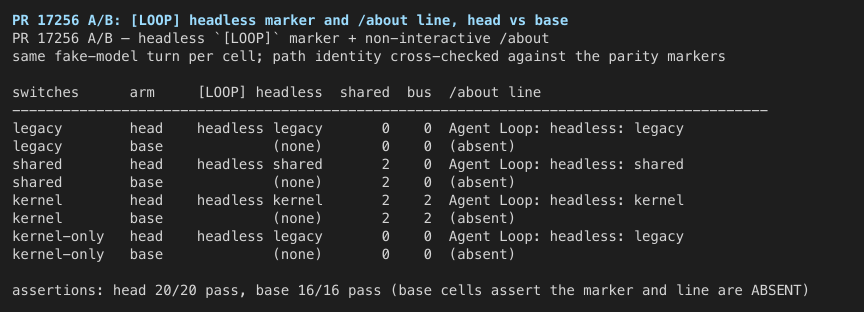 PR 17256 A/B: [LOOP] headless marker and /about line, head vs base
PR 17256 A/B — headless `[LOOP]` marker + non-interactive /about
same fake-model turn per cell; path identity cross-checked against the parity markers
switches arm [LOOP] headless shared bus /about line
────────────────────────────────────────
legacy head headless legacy 0 0 Agent Loop: headless: legacy
legacy base (none) 0 0 (absent)
shared head headless shared 2 0 Agent Loop: headless: shared
shared base (none) 2 0 (absent)
kernel head headless kernel 2 2 Agent Loop: headless: kernel
kernel base (none) 2 2 (absent)
kernel-only head headless legacy 0 0 Agent Loop: headless: legacy
kernel-only base (none) 0 0 (absent)
assertions: head 20/20 pass, base 16/16 pass (base cells assert the marker and line are ABSENT)